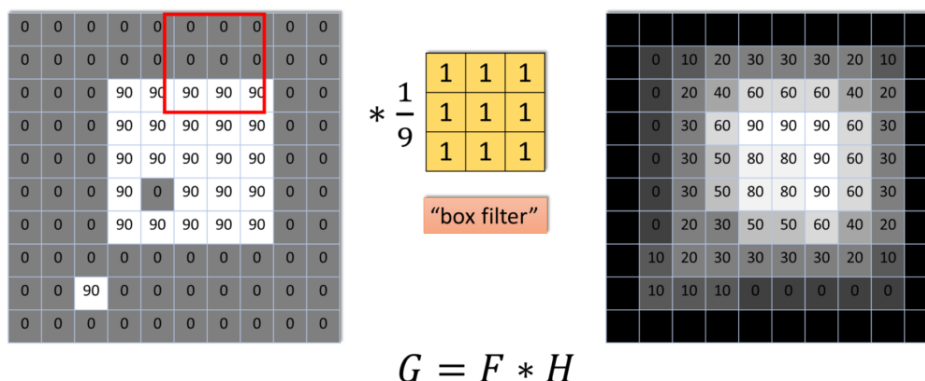 0 0 0 0 0 0 0 0 0 0
0 0 0 0 0 0 0 0 0 0
0 0 0 90 90 90 90 90 0 0
0 0 0 90 90 90 90 90 0 0
0 0 0 90 90 90 90 90 0 0
0 0 0 90 0 90 90 90 0 0
0 0 0 90 90 90 90 90 0 0
0 0 0 0 0 0 0 0 0 0
0 0 90 0 0 0 0 0 0 0
0 0 0 0 0 0 0 0 0 0
* 1/9
1 1 1
1 1 1
1 1 1
“box filter”
0 10 20 30 30 30 20 10
0 20 40 60 60 60 40 20
0 30 60 90 90 90 60 30
0 30 50 80 80 90 60 30
0 30 50 80 80 90 60 30
0 20 30 50 50 60 40 20
10 20 30 30 30 30 20 10
10 10 10 0 0 0 0 0
G = F * H